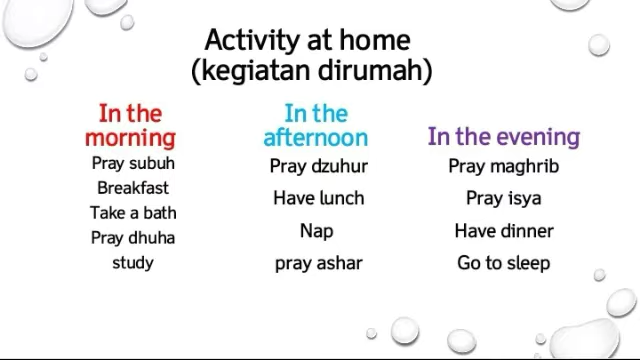 Activity at home
(kegiatan dirumah)
In the
morning
Pray subuh
Breakfast
Take a bath
Pray dhuha
study
In the
afternoon
Pray dzuhur
Have lunch
Nap
pray ashar
In the evening
Pray maghrib
Pray isya
Have dinner
Go to sleep